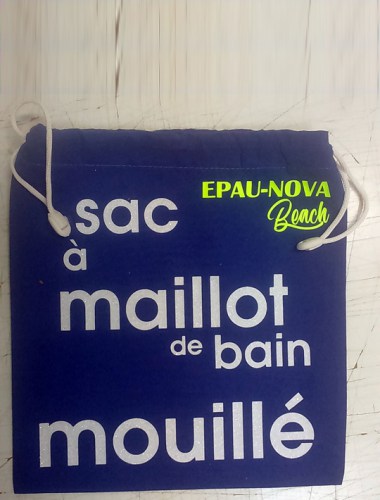 EPAU-NOVA
Beach
sac
à
maillot
de bain
mouillé